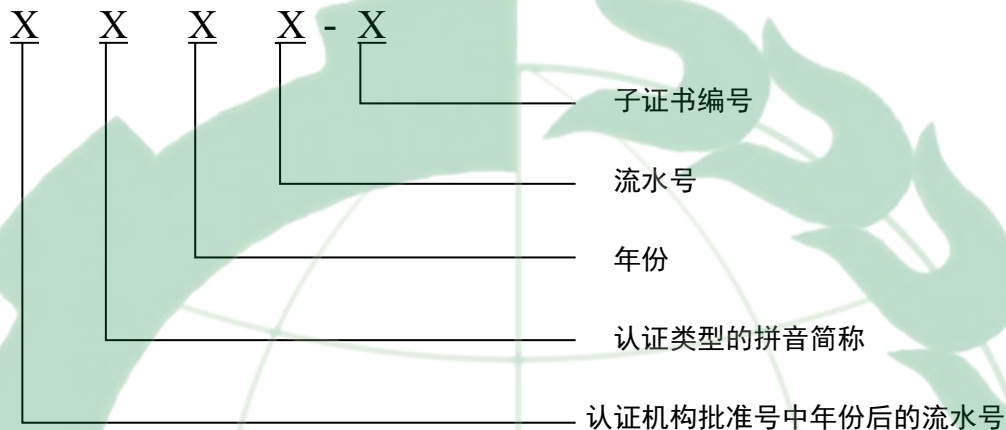 X X X X - X
子证书编号
流水号
年份
认证类型的拼音简称
认证机构批准号中年份后的流水号